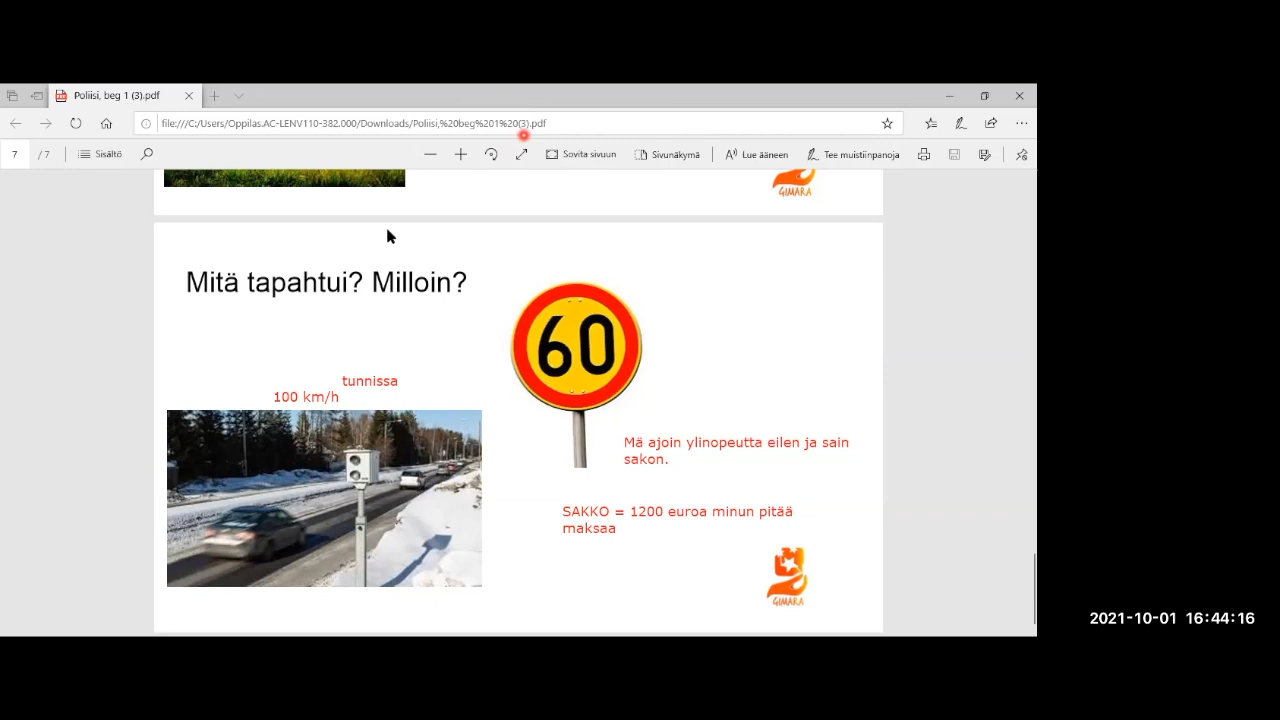 Poliisi, beg 1 (3).pdf
file:///C:/Users/Oppilas.AC-LENV110-382.000/Downloads/Poliisi,%20beg%201%20(3).pdf
7 / 7 Sisältö Sovita sivuun Sivunäkymä Lue ääneen Tee muistiinpanoja
GIMARA
Mitä tapahtui? Milloin?
60
tunnissa
100 km/h
Mä ajoin ylinopeutta eilen ja sain
sakon.
SAKKO = 1200 euroa minun pitää
maksaa
GIMARA
2021-10-01 16:44:16